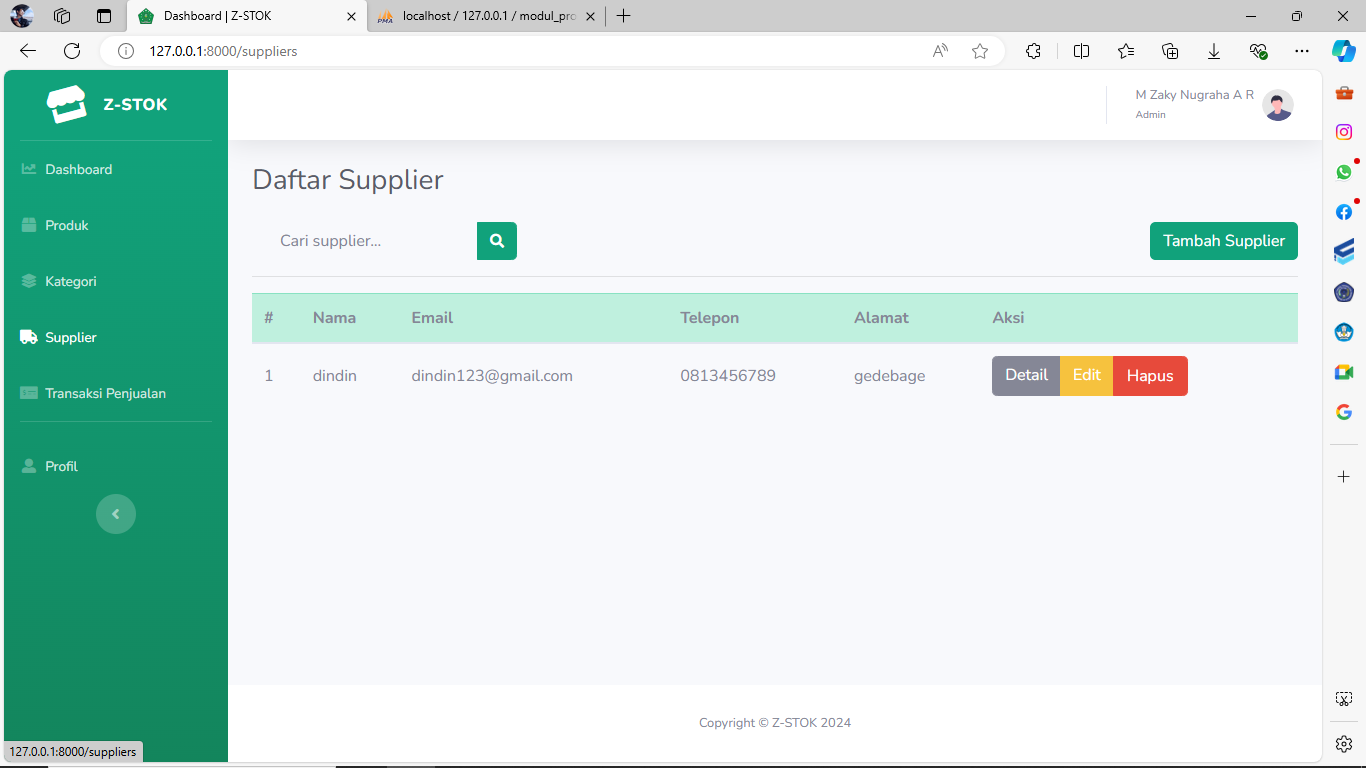 Dashboard | Z-STOK
localhost / 127.0.0.1 / modul_pro
127.0.0.1:8000/suppliers
Z-STOK
M Zaky Nugraha A R
Admin
Dashboard
Produk
Kategori
Supplier
Transaksi Penjualan
Profil
Daftar Supplier
Cari supplier...
Tambah Supplier
# Nama Email Telepon Alamat Aksi
1 dindin dindin123@gmail.com 0813456789 gedebage Detail Edit Hapus
Copyright © Z-STOK 2024
127.0.0.1:8000/suppliers